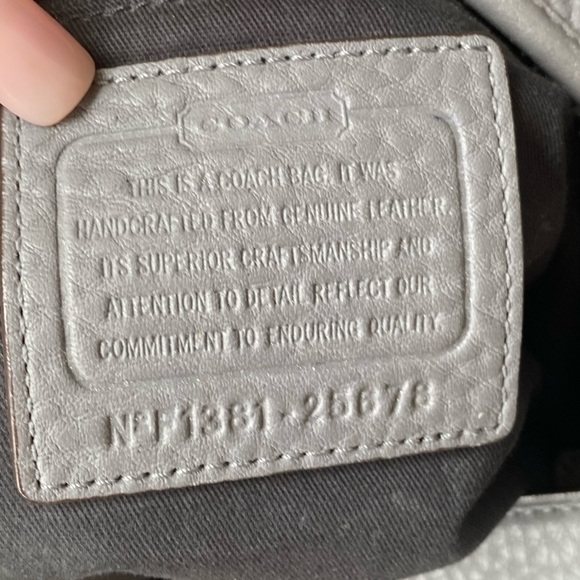 COACH
THIS IS A COACH BAG. IT WAS
HANDCRAFTED FROM GENUINE LEATHER.
ITS SUPERIOR CRAFTSMANSHIP AND
ATTENTION TO DETAIL REFLECT OUR
COMMITMENT TO ENDURING QUALITY.
Nº F1381-25678